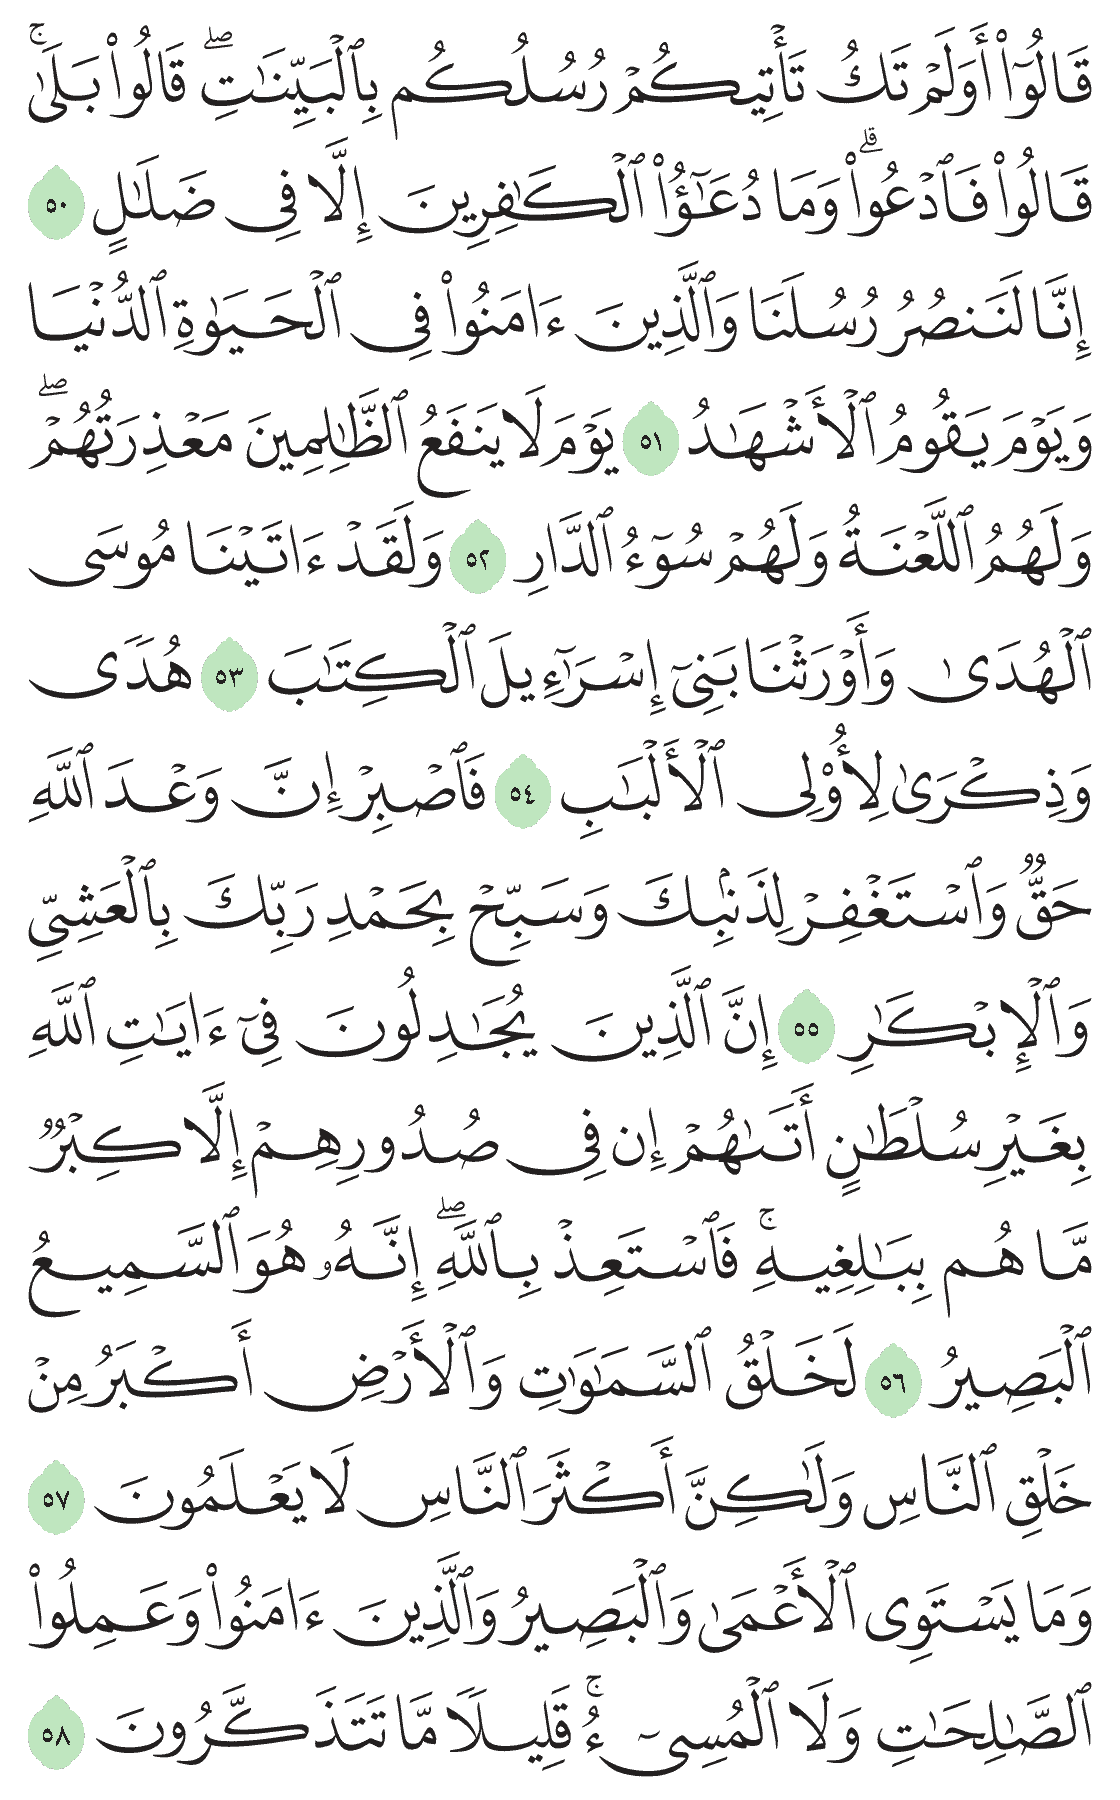 قَالُوٓا۟ أَوَلَمْ تَكُ تَأْتِيكُمْ رُسُلُكُم بِٱلْبَيِّنَـٰتِ ۖ قَالُوا۟ بَلَىٰ ۚ
قَالُوا۟ فَٱدْعُوا۟ ۗ وَمَا دُعَـٰٓؤُا۟ ٱلْكَـٰفِرِينَ إِلَّا فِى ضَلَـٰلٍ ٥٠
إِنَّا لَنَنصُرُ رُسُلَنَا وَٱلَّذِينَ ءَامَنُوا۟ فِى ٱلْحَيَوٰةِ ٱلدُّنْيَا
وَيَوْمَ يَقُومُ ٱلْأَشْهَـٰدُ ٥١ يَوْمَ لَا يَنفَعُ ٱلظَّـٰلِمِينَ مَعْذِرَتُهُمْ ۖ
وَلَهُمُ ٱللَّعْنَةُ وَلَهُمْ سُوٓءُ ٱلدَّارِ ٥٢ وَلَقَدْ ءَاتَيْنَا مُوسَى
ٱلْهُدَىٰ وَأَوْرَثْنَا بَنِىٓ إِسْرَٰٓءِيلَ ٱلْكِتَـٰبَ ٥٣ هُدًى
وَذِكْرَىٰ لِأُو۟لِى ٱلْأَلْبَـٰبِ ٥٤ فَٱصْبِرْ إِنَّ وَعْدَ ٱللَّهِ
حَقٌّ وَٱسْتَغْفِرْ لِذَنۢبِكَ وَسَبِّحْ بِحَمْدِ رَبِّكَ بِٱلْعَشِىِّ
وَٱلْإِبْكَـٰرِ ٥٥ إِنَّ ٱلَّذِينَ يُجَـٰدِلُونَ فِىٓ ءَايَـٰتِ ٱللَّهِ
بِغَيْرِ سُلْطَـٰنٍ أَتَىٰهُمْ إِن فِى صُدُورِهِمْ إِلَّا كِبْرٌ
مَّا هُم بِبَـٰلِغِيهِ ۚ فَٱسْتَعِذْ بِٱللَّهِ ۖ إِنَّهُۥ هُوَ ٱلسَّمِيعُ
ٱلْبَصِيرُ ٥٦ لَخَلْقُ ٱلسَّمَـٰوَٰتِ وَٱلْأَرْضِ أَكْبَرُ مِنْ
خَلْقِ ٱلنَّاسِ وَلَـٰكِنَّ أَكْثَرَ ٱلنَّاسِ لَا يَعْلَمُونَ ٥٧
وَمَا يَسْتَوِى ٱلْأَعْمَىٰ وَٱلْبَصِيرُ وَٱلَّذِينَ ءَامَنُوا۟ وَعَمِلُوا۟
ٱلصَّـٰلِحَـٰتِ وَلَا ٱلْمُسِىٓءُ ۚ قَلِيلًا مَّا تَتَذَكَّرُونَ ٥٨